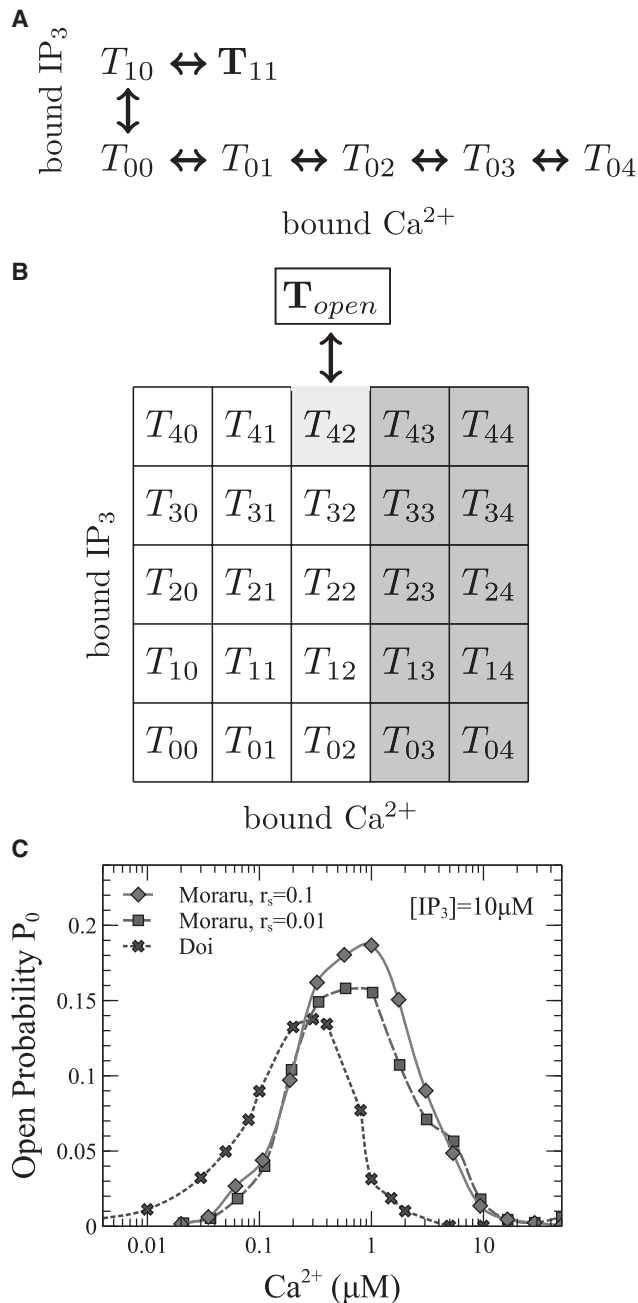 A
bound IP₃
T₁₀ ⟷ T₁₁
T₀₀ ⟷ T₀₁ ⟷ T₀₂ ⟷ T₀₃ ⟷ T₀₄
bound Ca²⁺
B
T_open
bound IP₃
T₄₀ T₄₁ T₄₂ T₄₃ T₄₄
T₃₀ T₃₁ T₃₂ T₃₃ T₃₄
T₂₀ T₂₁ T₂₂ T₂₃ T₂₄
T₁₀ T₁₁ T₁₂ T₁₃ T₁₄
T₀₀ T₀₁ T₀₂ T₀₃ T₀₄
bound Ca²⁺
C
Open Probability P₀
0.2
0.15
0.1
0.05
0
Moraru, rₛ=0.1
Moraru, rₛ=0.01
Doi
[IP₃]=10μM
0.01 0.1 1 10
Ca²⁺ (μM)